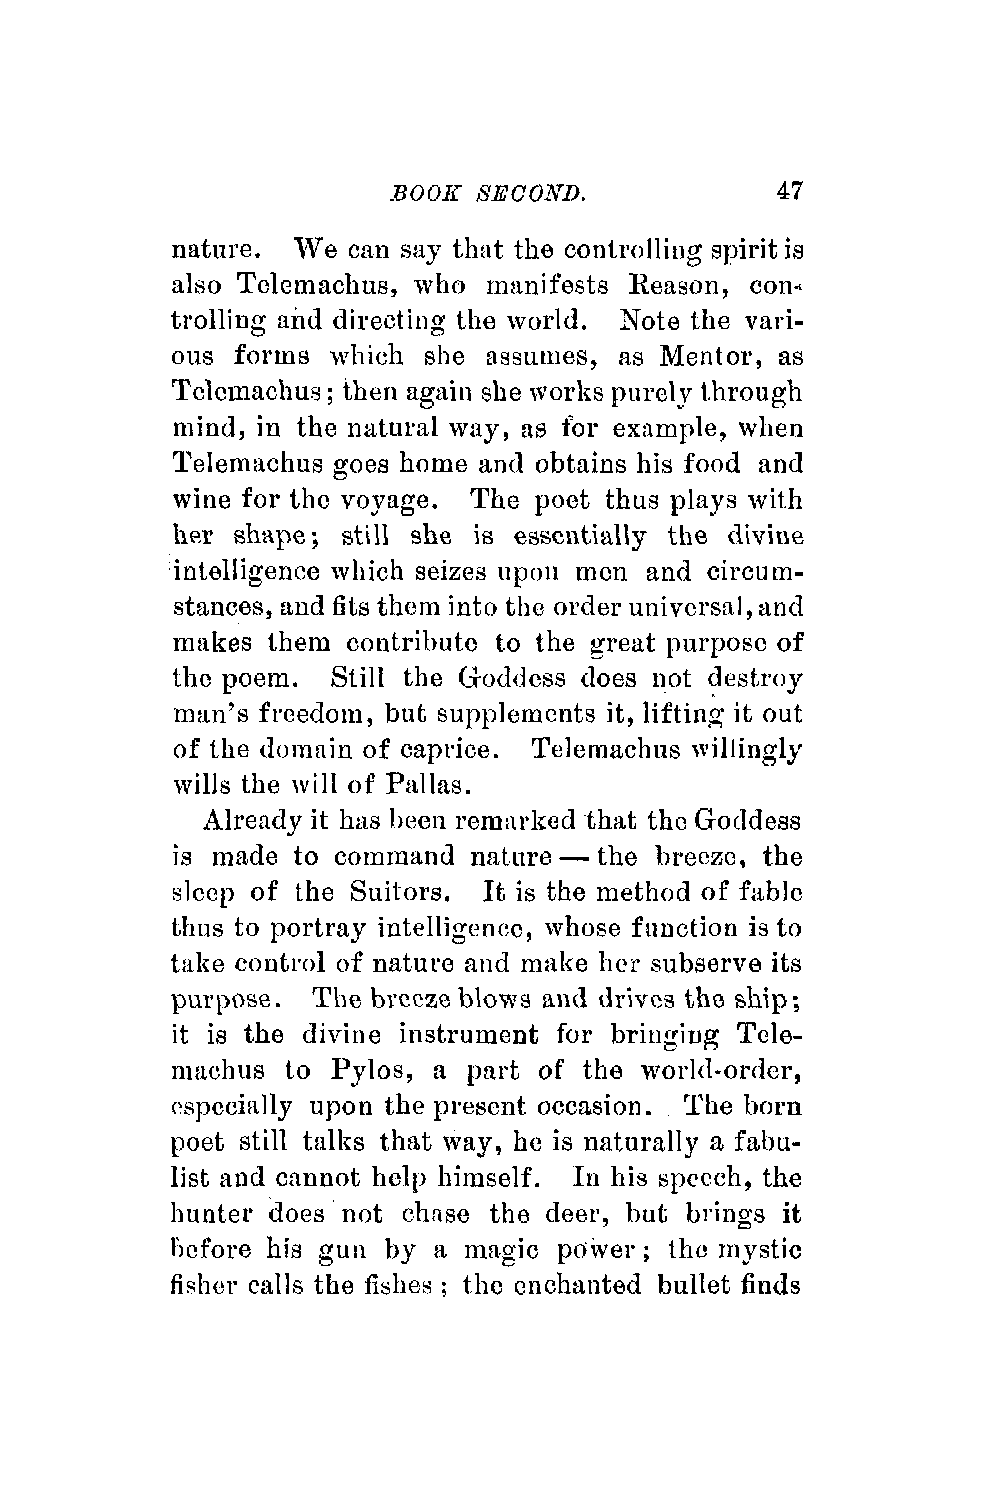 BOOK SECOND. 47
nature. We can say that the controlling spirit is
also Telemachus, who manifests Reason, con-
trolling and directing the world. Note the vari-
ous forms which she assumes, as Mentor, as
Telemachus; then again she works purely through
mind, in the natural way, as for example, when
Telemachus goes home and obtains his food and
wine for the voyage. The poet thus plays with
her shape; still she is essentially the divine
intelligence which seizes upon men and circum-
stances, and fits them into the order universal, and
makes them contribute to the great purpose of
the poem. Still the Goddess does not destroy
man's freedom, but supplements it, lifting it out
of the domain of caprice. Telemachus willingly
wills the will of Pallas.
Already it has been remarked that the Goddess
is made to command nature — the breeze, the
sleep of the Suitors. It is the method of fable
thus to portray intelligence, whose function is to
take control of nature and make her subserve its
purpose. The breeze blows and drives the ship;
it is the divine instrument for bringing Tele-
machus to Pylos, a part of the world-order,
especially upon the present occasion. The born
poet still talks that way, he is naturally a fabu-
list and cannot help himself. In his speech, the
hunter does not chase the deer, but brings it
before his gun by a magic power; the mystic
fisher calls the fishes; the enchanted bullet finds